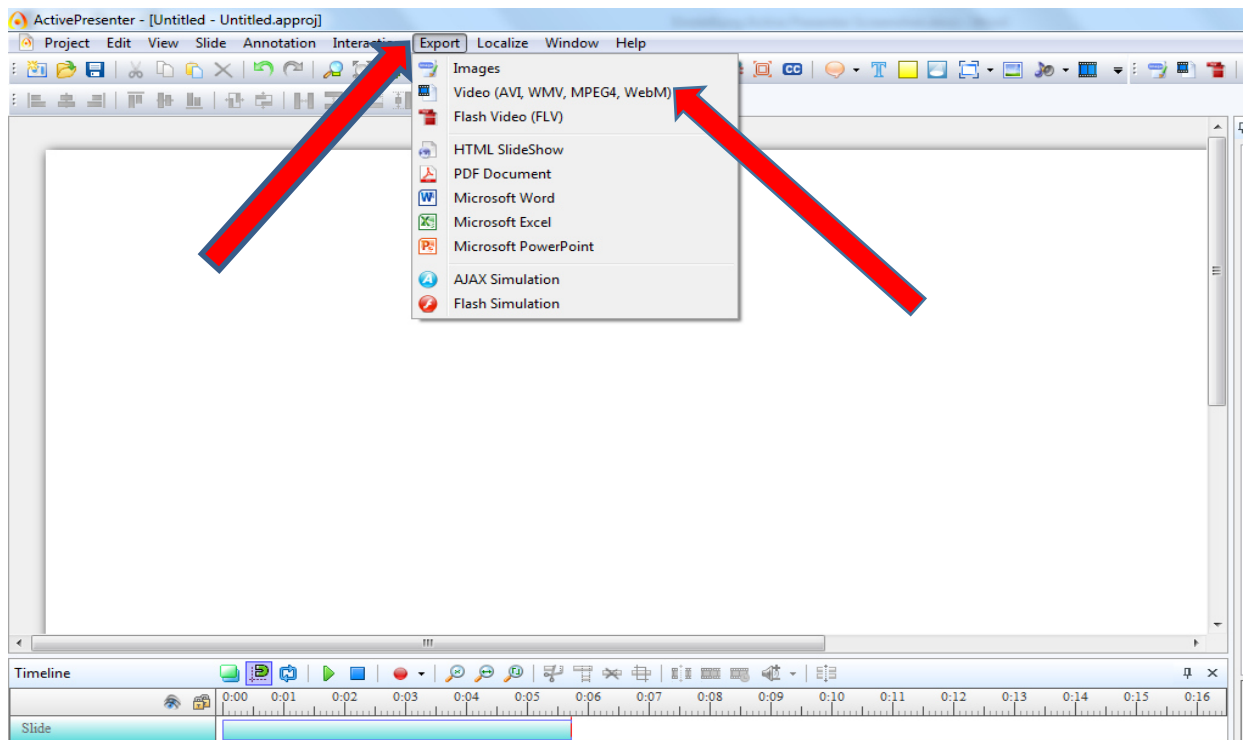 ActivePresenter - [Untitled - Untitled.approj]
Project Edit View Slide Annotation Export Localize Window Help
CC T
Images
Video (AVI, WMV, MPEG4, WebM)
Flash Video (FLV)
HTML SlideShow
PDF Document
Microsoft Word
Microsoft Excel
Microsoft PowerPoint
AJAX Simulation
Flash Simulation
Timeline
0:00 0:01 0:02 0:03 0:04 0:05 0:06 0:07 0:08 0:09 0:10 0:11 0:12 0:13 0:14 0:15 0:16
Slide